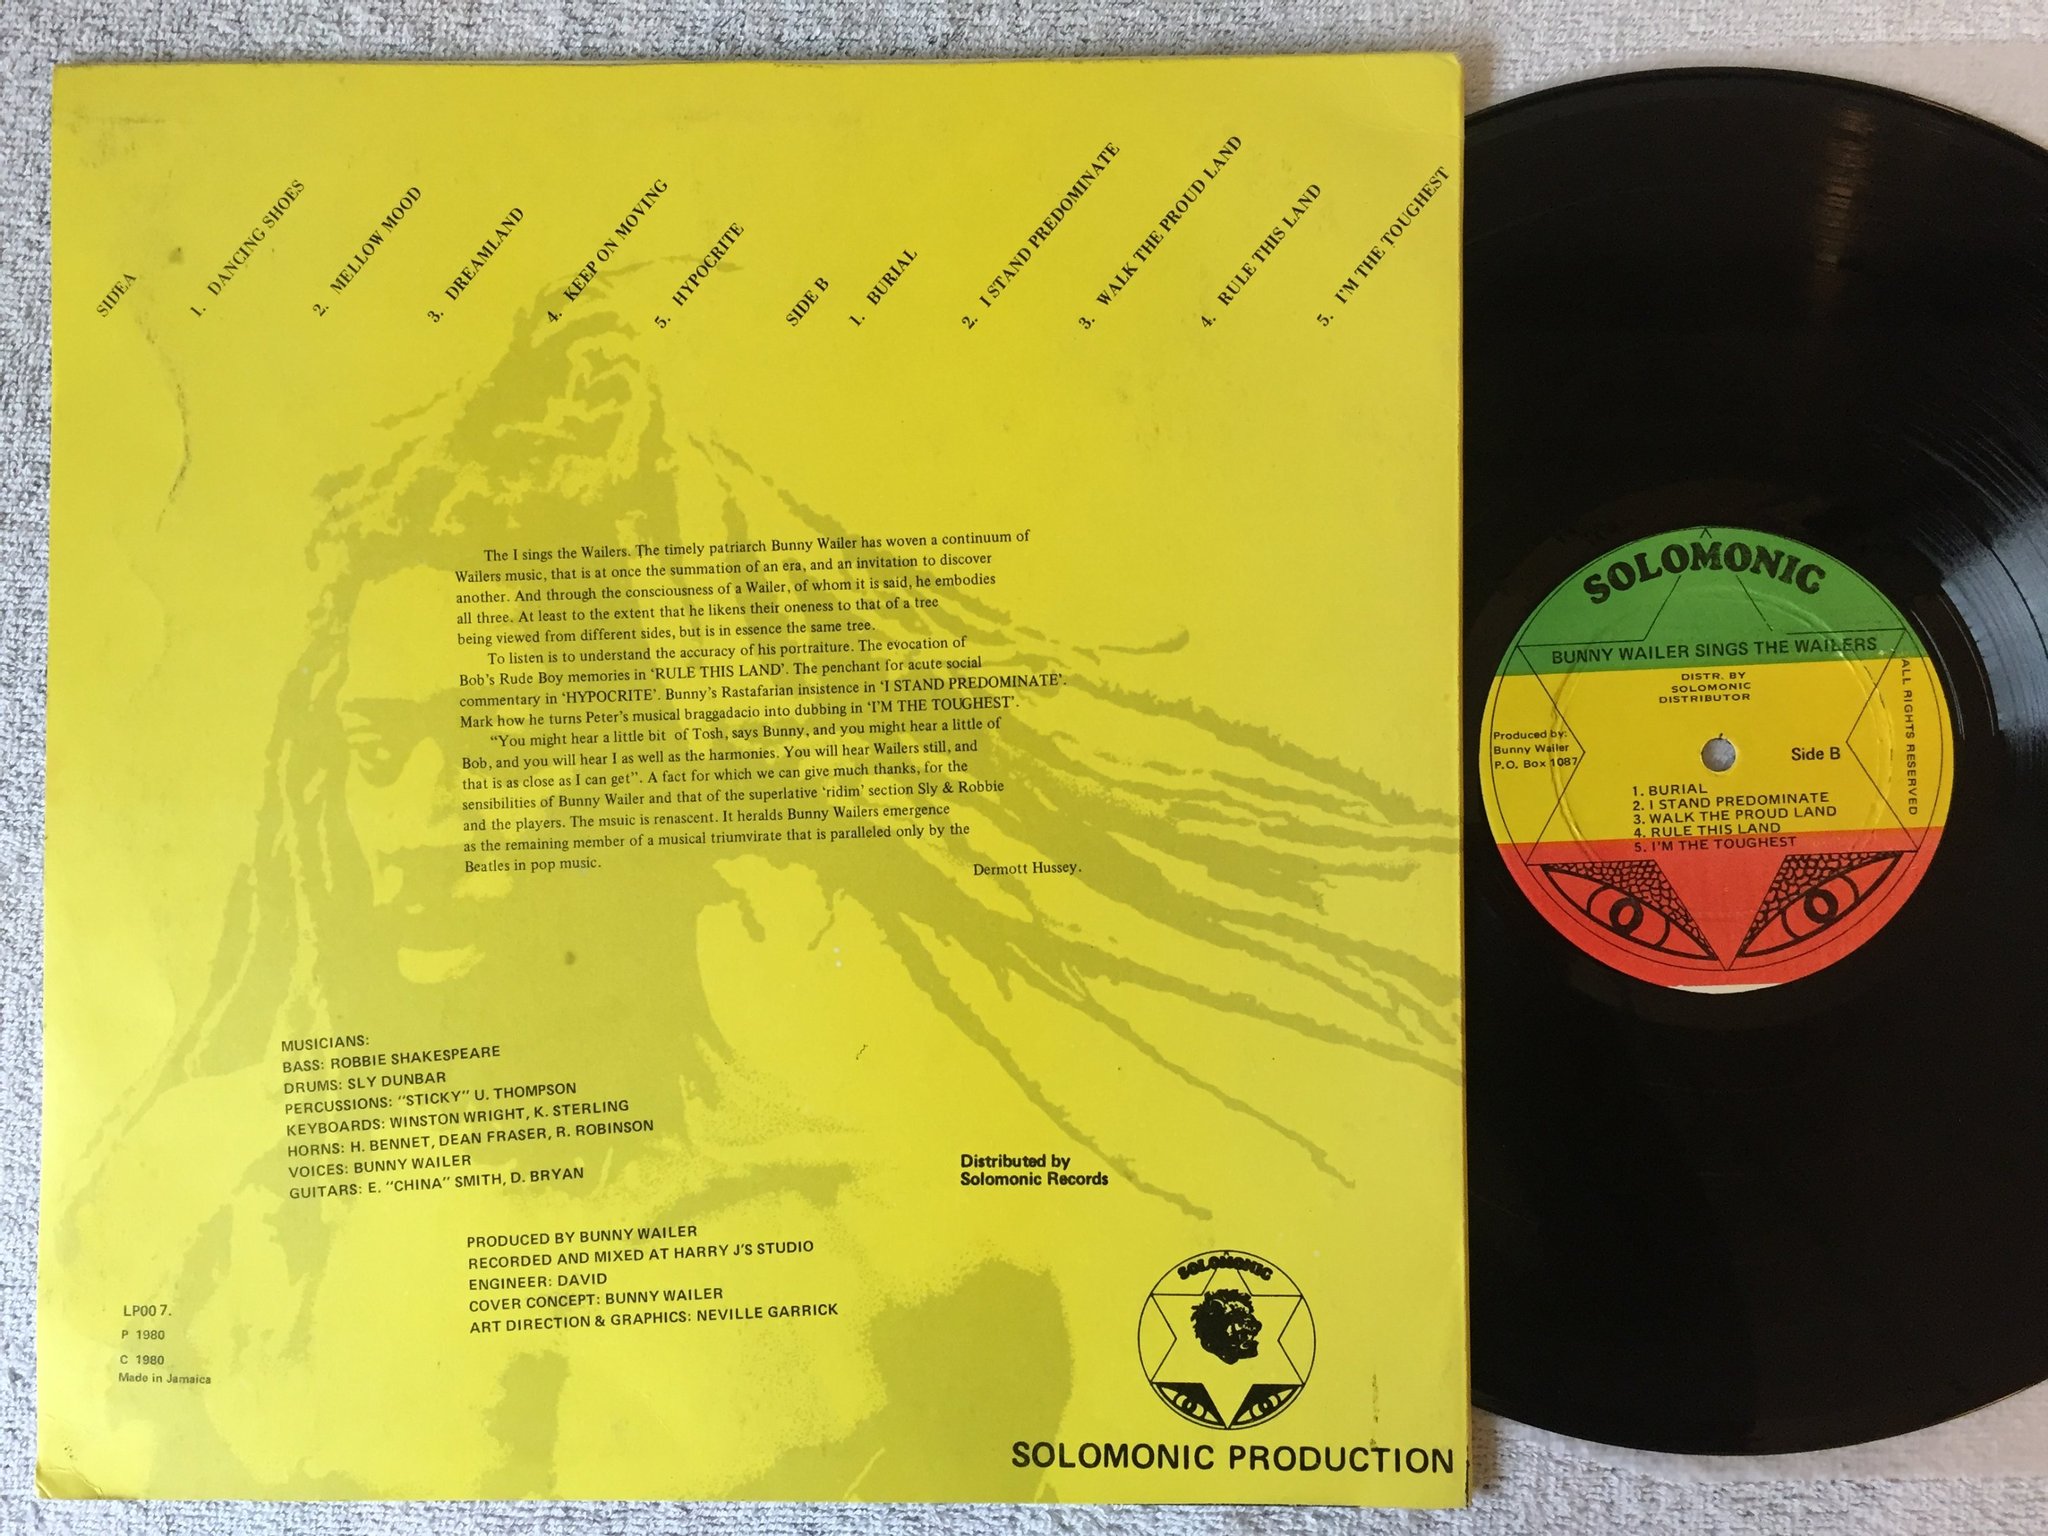 SIDE A
1. DANCING SHOES
2. MELLOW MOOD
3. DREAMLAND
4. KEEP ON MOVING
5. HYPOCRITE
SIDE B
1. BURIAL
2. I STAND PREDOMINATE
3. WALK THE PROUD LAND
4. RULE THIS LAND
5. I'M THE TOUGHEST
The I sings the Wailers. The timely patriarch Bunny Wailer has woven a continuum of
Wailers music, that is at once the summation of an era, and an invitation to discover
another. And through the consciousness of a Wailer, of whom it is said, he embodies
all three. At least to the extent that he likens their oneness to that of a tree
being viewed from different sides, but is in essence the same tree.
To listen is to understand the accuracy of his portraiture. The evocation of
Bob's Rude Boy memories in 'RULE THIS LAND'. The penchant for acute social
commentary in 'HYPOCRITE'. Bunny's Rastafarian insistence in 'I STAND PREDOMINATE'.
Mark how he turns Peter's musical braggadacio into dubbing in 'I'M THE TOUGHEST'.
"You might hear a little bit of Tosh, says Bunny, and you might hear a little of
Bob, and you will hear I as well as the harmonies. You will hear Wailers still, and
that is as close as I can get". A fact for which we can give much thanks, for the
sensibilities of Bunny Wailer and that of the superlative 'ridim' section Sly & Robbie
and the players. The msuic is renascent. It heralds Bunny Wailers emergence
as the remaining member of a musical triumvirate that is paralleled only by the
Beatles in pop music.
Dermott Hussey.
MUSICIANS:
BASS: ROBBIE SHAKESPEARE
DRUMS: SLY DUNBAR
PERCUSSIONS: "STICKY" U. THOMPSON
KEYBOARDS: WINSTON WRIGHT, K. STERLING
HORNS: H. BENNET, DEAN FRASER, R. ROBINSON
VOICES: BUNNY WAILER
GUITARS: E. "CHINA" SMITH, D. BRYAN
PRODUCED BY BUNNY WAILER
RECORDED AND MIXED AT HARRY J'S STUDIO
ENGINEER: DAVID
COVER CONCEPT: BUNNY WAILER
ART DIRECTION & GRAPHICS: NEVILLE GARRICK
LP00 7.
P 1980
C 1980
Made in Jamaica
Distributed by
Solomonic Records
SOLOMONIC
SOLOMONIC PRODUCTION
SOLOMONIC
BUNNY WAILER SINGS THE WAILERS
DISTR. BY
SOLOMONIC
DISTRIBUTOR
Produced by:
Bunny Wailer
P.O. Box 1087
Side B
ALL RIGHTS RESERVED
1. BURIAL
2. I STAND PREDOMINATE
3. WALK THE PROUD LAND
4. RULE THIS LAND
5. I'M THE TOUGHEST